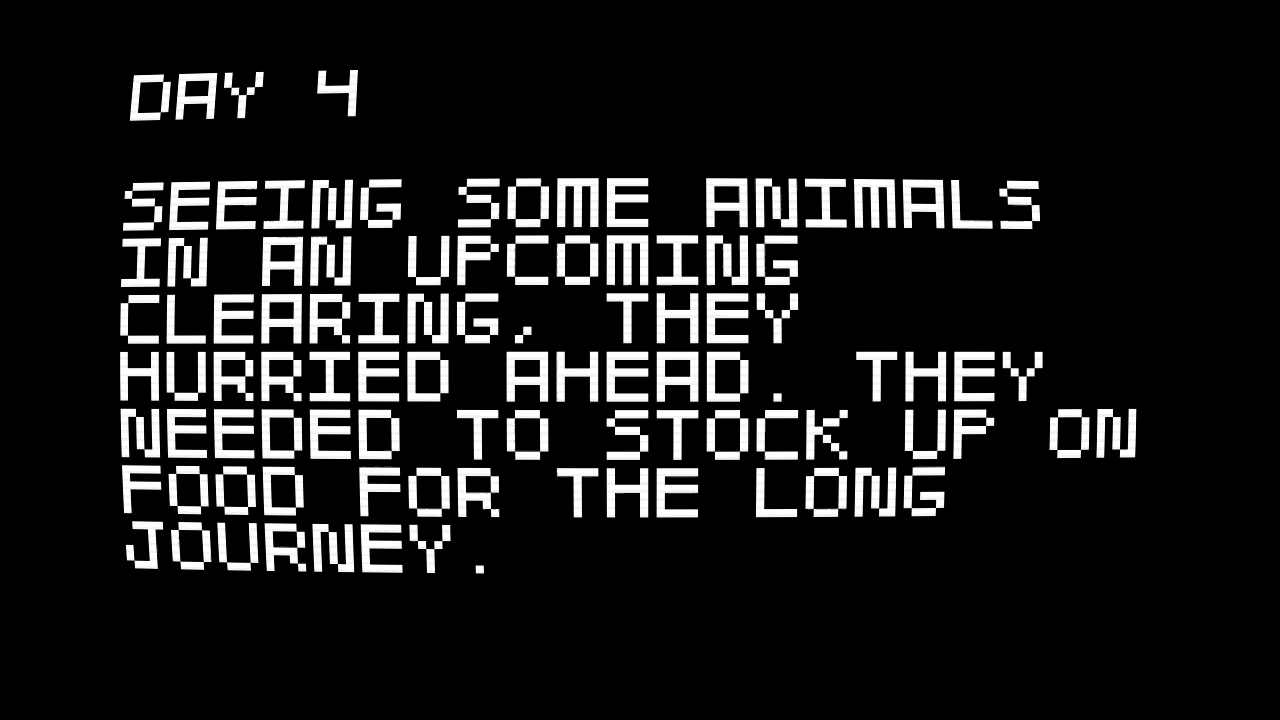 DAY 4
SEEING SOME ANIMALS
IN AN UPCOMING
CLEARING, THEY
HURRIED AHEAD. THEY
NEEDED TO STOCK UP ON
FOOD FOR THE LONG
JOURNEY.